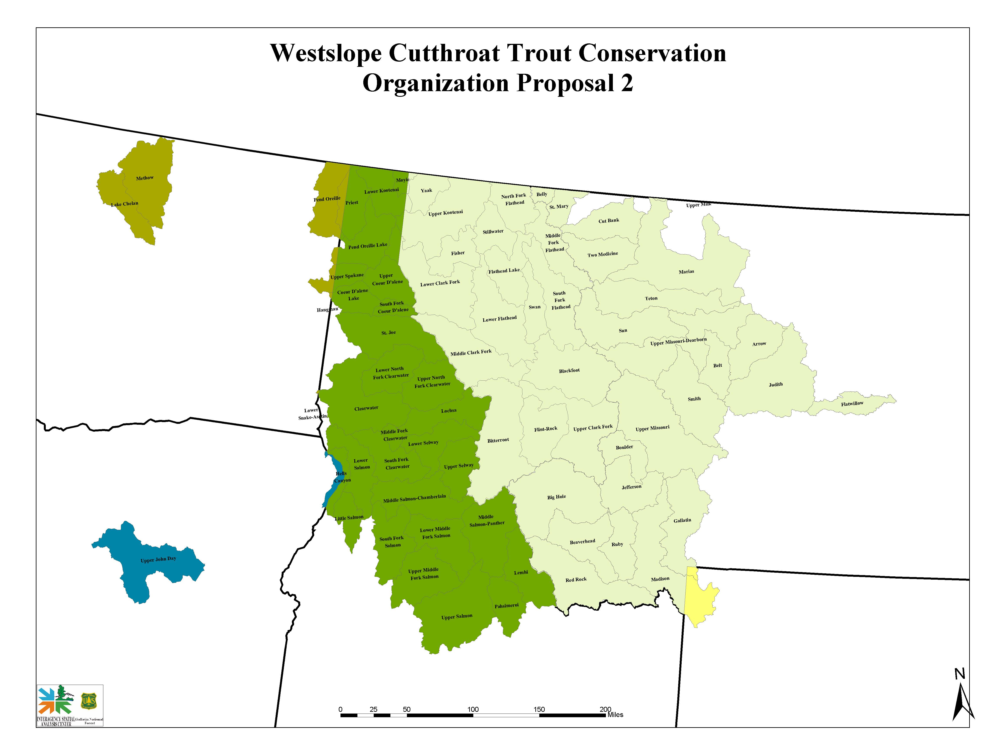 Westslope Cutthroat Trout Conservation
Organization Proposal 2
Methow
Lake Chelan
Pend Oreille
Priest
Lower Kootenai
Moyie
Yaak
Upper Kootenai
North Fork
Flathead
Belly
St. Mary
Upper Milk
Cut Bank
Stillwater
Middle
Fork
Flathead
Pend Oreille Lake
Fisher
Two Medicine
Marias
Flathead Lake
Upper Spokane
Upper
Coeur D'alene
Lower Clark Fork
Coeur D'alene
Lake
South
Fork
Flathead
Teton
South Fork
Coeur D'alene
Swan
Hangman
Lower Flathead
St. Joe
Sun
Upper Missouri-Dearborn
Arrow
Middle Clark Fork
Belt
Lower North
Fork Clearwater
Blackfoot
Upper North
Fork Clearwater
Judith
Smith
Flatwillow
Clearwater
Lochsa
Lower
Snake-Asotin
Flint-Rock
Upper Clark Fork
Upper Missouri
Middle Fork
Clearwater
Lower Selway
Bitterroot
Boulder
Lower
Salmon
South Fork
Clearwater
Upper Selway
Hells
Canyon
Jefferson
Middle Salmon-Chamberlain
Big Hole
Little Salmon
Middle
Salmon-Panther
Gallatin
Lower Middle
Fork Salmon
South Fork
Salmon
Beaverhead
Ruby
Upper John Day
Upper Middle
Fork Salmon
Lemhi
Red Rock
Madison
Pahsimeroi
Upper Salmon
N
0 25 50 100 150 200
Miles
FOREST SERVICE
U S
DEPARTMENT OF AGRICULTURE
INTERAGENCY SPATIAL
ANALYSIS CENTER
Gallatin National
Forest